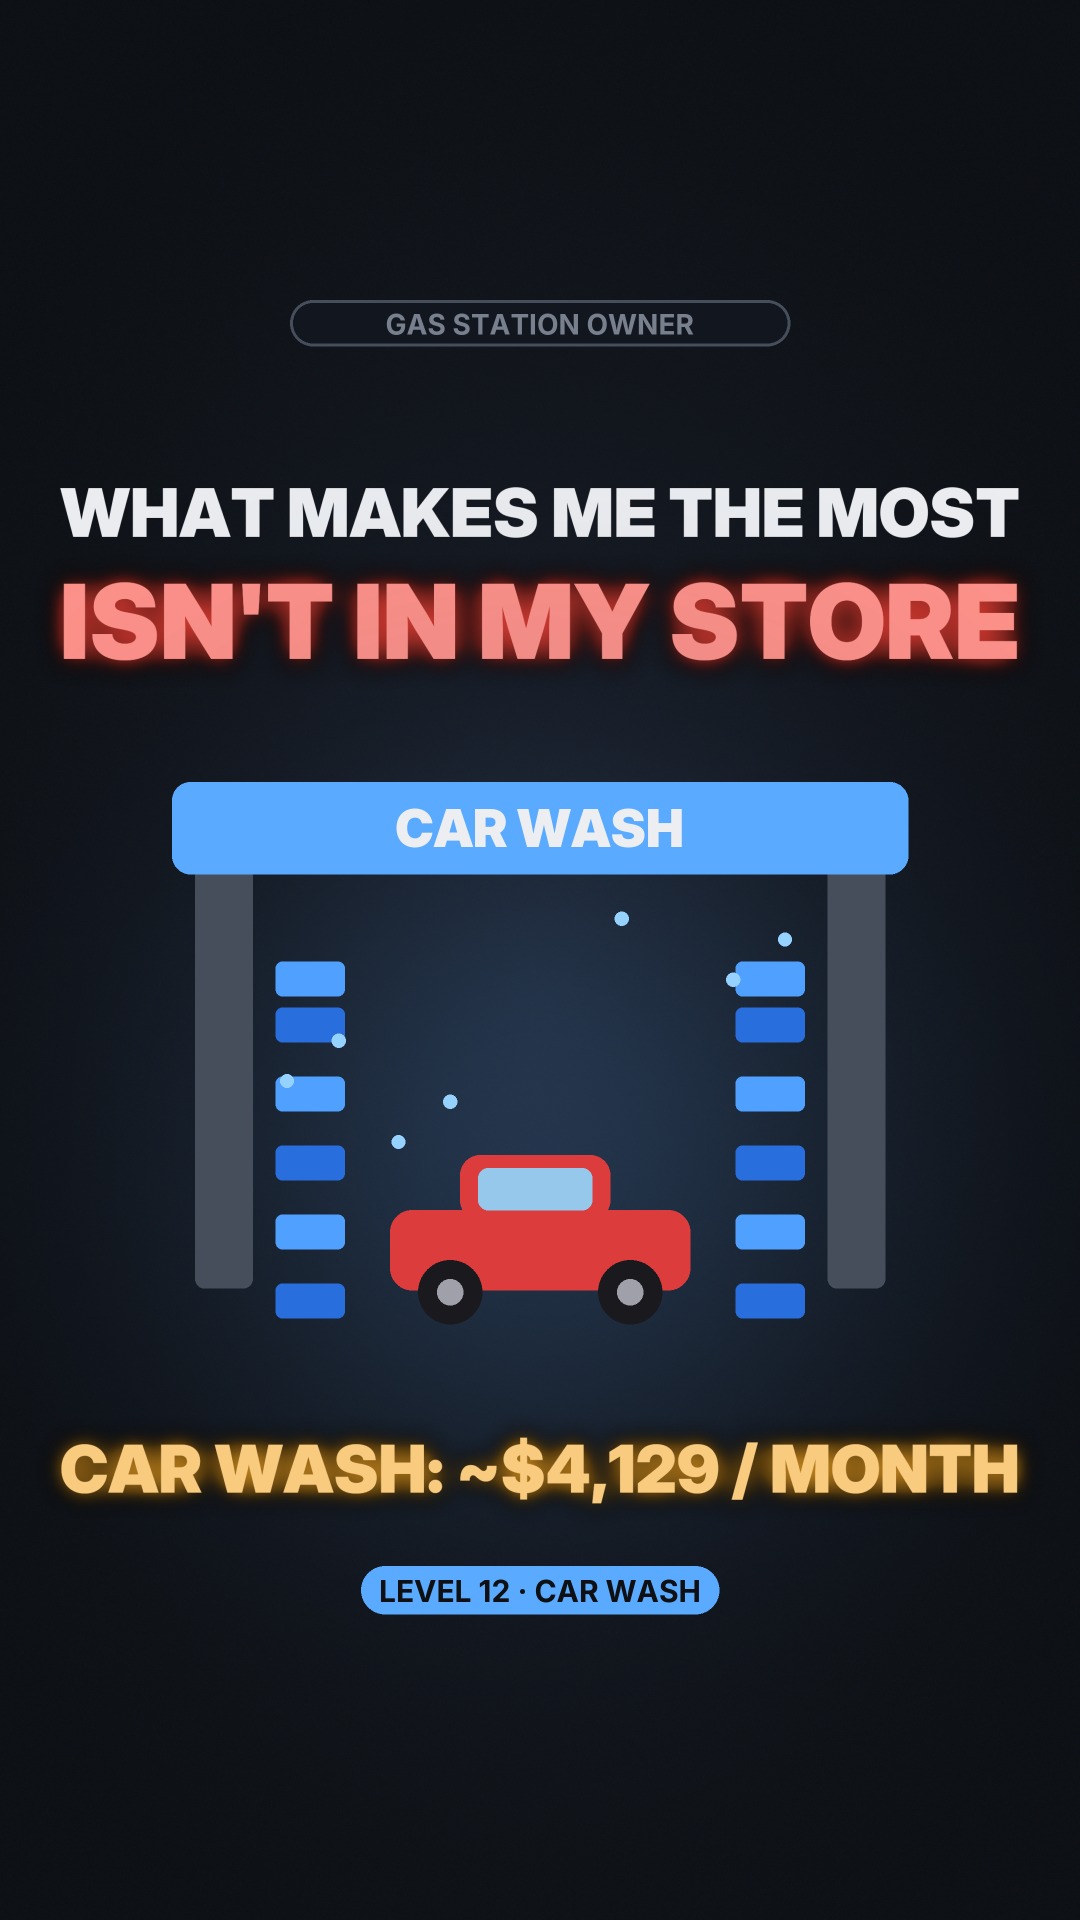 GAS STATION OWNER
WHAT MAKES ME THE MOST
ISN'T IN MY STORE
CAR WASH
CAR WASH: ~$4,129 / MONTH
LEVEL 12 · CAR WASH